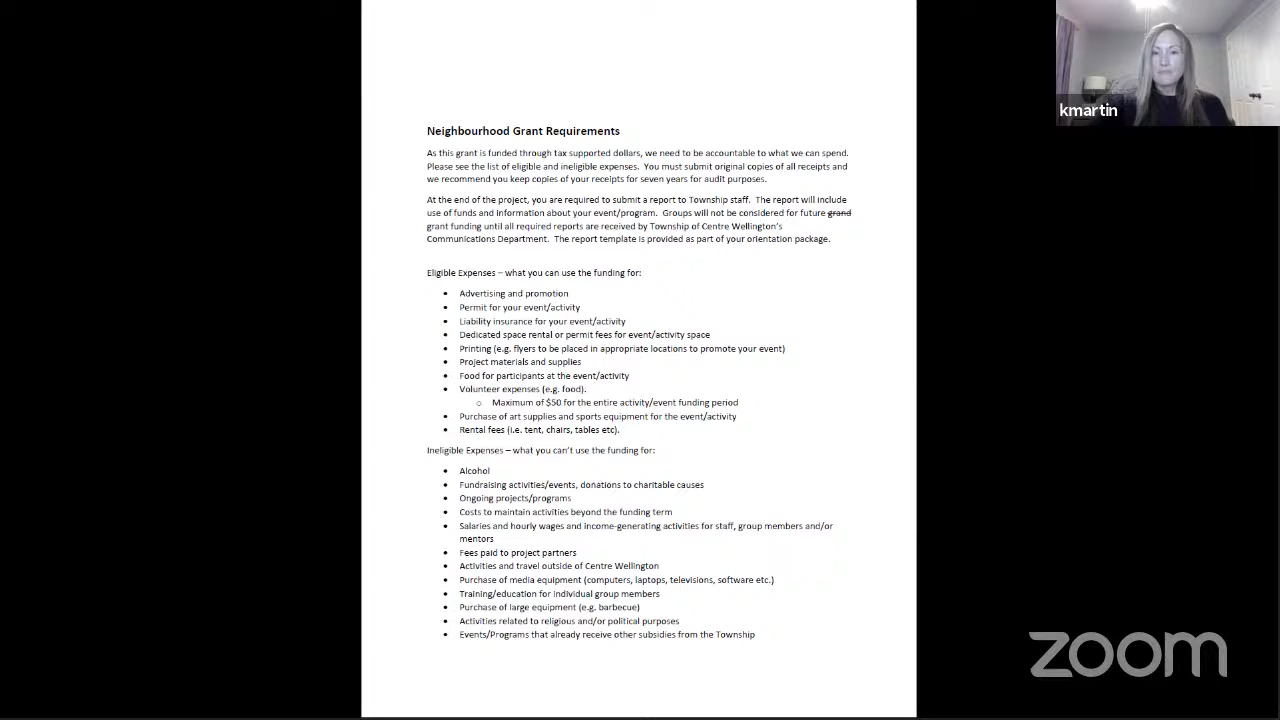 kmartin
Neighbourhood Grant Requirements
As this grant is funded through tax supported dollars, we need to be accountable to what we can spend.
Please see the list of eligible and ineligible expenses. You must submit original copies of all receipts and
we recommend you keep copies of your receipts for seven years for audit purposes.
At the end of the project, you are required to submit a report to Township staff. The report will include
use of funds and information about your event/program. Groups will not be considered for future grand
grant funding until all required reports are received by Township of Centre Wellington's
Communications Department. The report template is provided as part of your orientation package.
Eligible Expenses – what you can use the funding for:
• Advertising and promotion
• Permit for your event/activity
• Liability insurance for your event/activity
• Dedicated space rental or permit fees for event/activity space
• Printing (e.g. flyers to be placed in appropriate locations to promote your event)
• Project materials and supplies
• Food for participants at the event/activity
• Volunteer expenses (e.g. food).
o Maximum of $50 for the entire activity/event funding period
• Purchase of art supplies and sports equipment for the event/activity
• Rental fees (i.e. tent, chairs, tables etc).
Ineligible Expenses – what you can't use the funding for:
• Alcohol
• Fundraising activities/events, donations to charitable causes
• Ongoing projects/programs
• Costs to maintain activities beyond the funding term
• Salaries and hourly wages and income-generating activities for staff, group members and/or
mentors
• Fees paid to project partners
• Activities and travel outside of Centre Wellington
• Purchase of media equipment (computers, laptops, televisions, software etc.)
• Training/education for individual group members
• Purchase of large equipment (e.g. barbecue)
• Activities related to religious and/or political purposes
• Events/Programs that already receive other subsidies from the Township
zoom